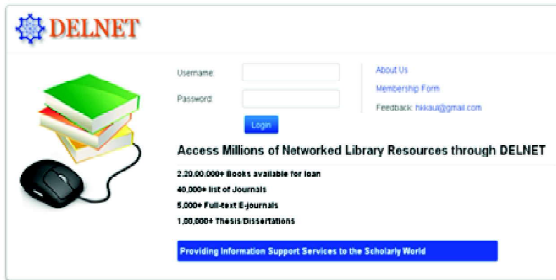 DELNET
Username
About Us
Membership Form
Password
Feedback: hkkaul@gmail.com
Login
Access Millions of Networked Library Resources through DELNET
2,20,00,000+ Books available for loan
40,000+ list of Journals
5,000+ Full-text E-journals
1,00,000+ Thesis/Dissertations
Providing Information Support Services to the Scholarly World